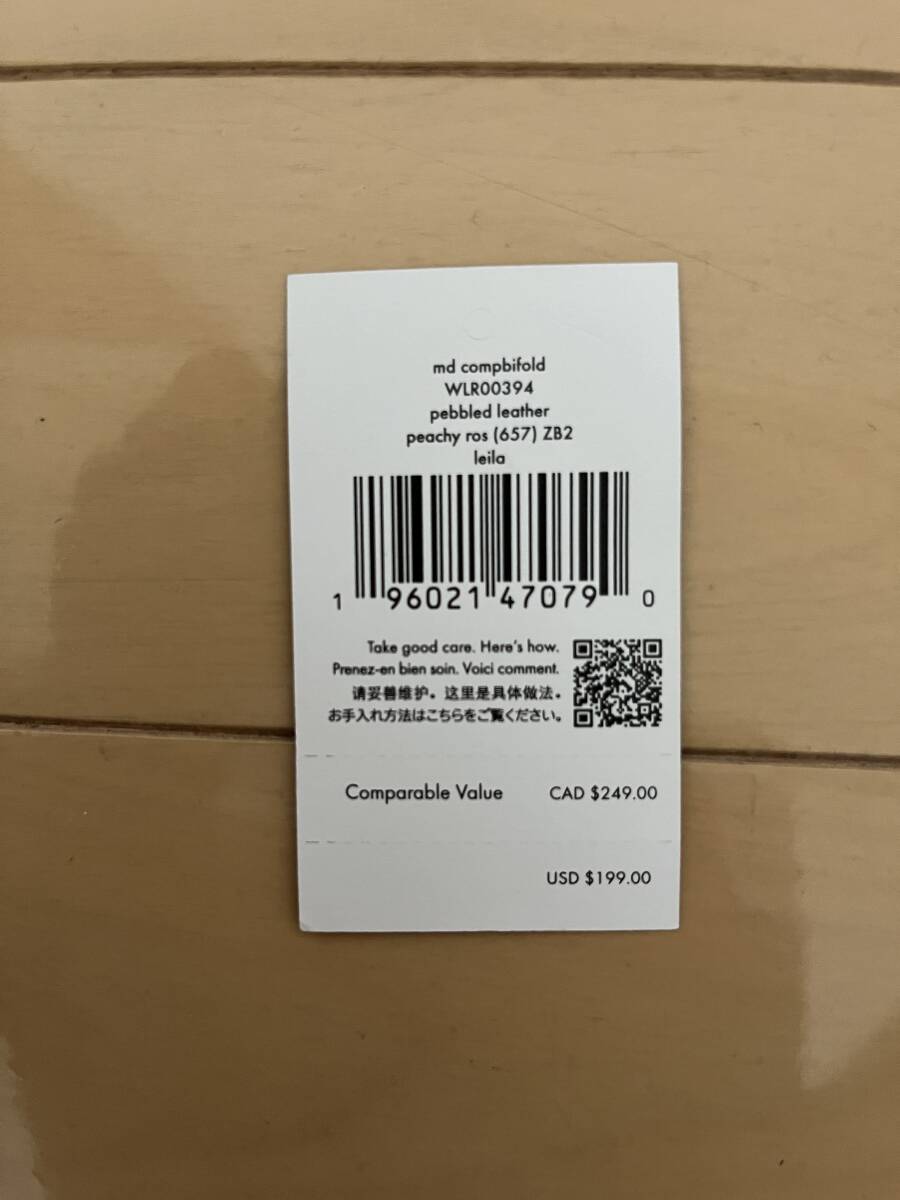 md compbifold
WLR00394
pebbled leather
peachy ros (657) ZB2
leila
1 96021 47079 0
Take good care. Here's how.
Prenez-en bien soin. Voici comment.
请妥善维护。这里是具体做法。
お手入れ方法はこちらをご覧ください。
Comparable Value CAD $249.00
USD $199.00